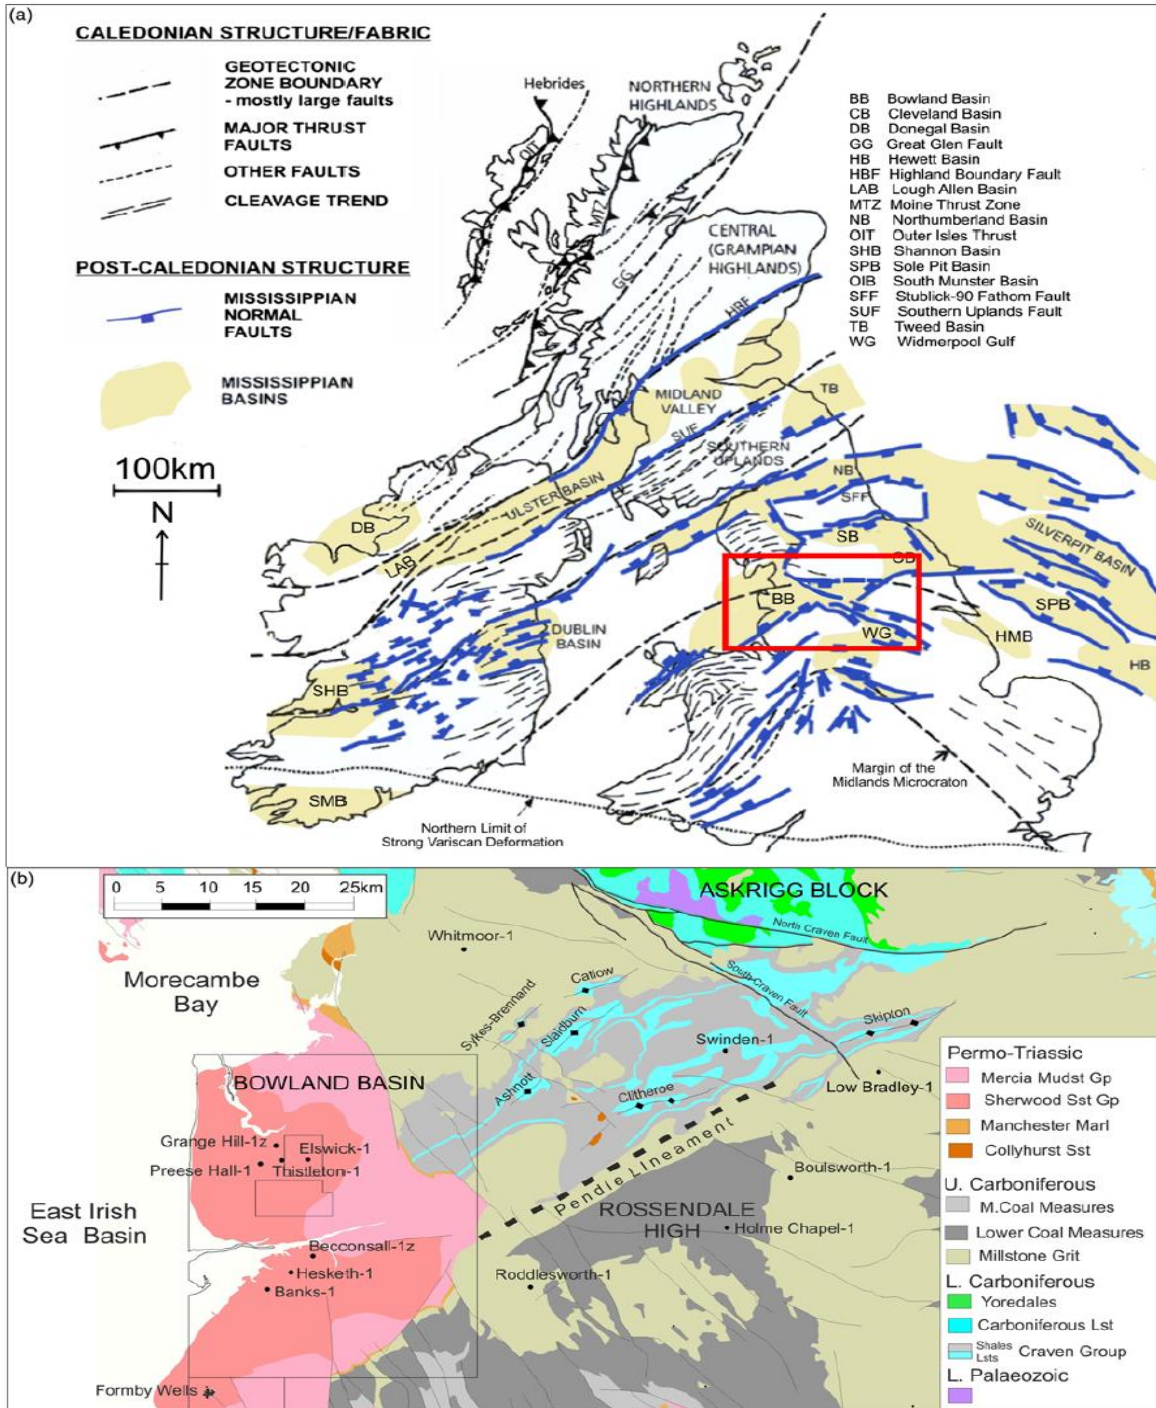 (a)
CALEDONIAN STRUCTURE/FABRIC
GEOTECTONIC
ZONE BOUNDARY
- mostly large faults
MAJOR THRUST
FAULTS
OTHER FAULTS
CLEAVAGE TREND
POST-CALEDONIAN STRUCTURE
MISSISSIPPIAN
NORMAL
FAULTS
MISSISSIPPIAN
BASINS
100km
N
BB Bowland Basin
CB Cleveland Basin
DB Donegal Basin
GG Great Glen Fault
HB Hewett Basin
HBF Highland Boundary Fault
LAB Lough Allen Basin
MTZ Moine Thrust Zone
NB Northumberland Basin
OIT Outer Isles Thrust
SHB Shannon Basin
SPB Sole Pit Basin
OIB South Munster Basin
SFF Stublick-90 Fathom Fault
SUF Southern Uplands Fault
TB Tweed Basin
WG Widmerpool Gulf
Hebrides
NORTHERN
HIGHLANDS
OIT
MTZ
GG
CENTRAL
(GRAMPIAN
HIGHLANDS)
HBF
MIDLAND
VALLEY
TB
SUF
SOUTHERN
UPLANDS
NB
SFF
ULSTER BASIN
DB
LAB
SB
SILVERPIT BASIN
BB
SPB
DUBLIN
BASIN
WG
HMB
HB
SHB
SMB
Northern Limit of
Strong Variscan Deformation
Margin of the
Midlands Microcraton
(b)
0 5 10 20 25km
ASKRIGG BLOCK
North Craven Fault
Whitmoor-1
Morecambe
Bay
Catlow
South Craven Fault
Sykes-Brennand
Slaidburn
Skipton
Swinden-1
BOWLAND BASIN
Ashnott
Clitheroe
Low Bradley-1
Grange Hill-1z
Elswick-1
Preese Hall-1
Thistleton-1
Pendle Lineament
Boulsworth-1
East Irish
Sea Basin
ROSSENDALE
HIGH
Holme Chapel-1
Becconsall-1z
Hesketh-1
Banks-1
Roddlesworth-1
Formby Wells
Permo-Triassic
Mercia Mudst Gp
Sherwood Sst Gp
Manchester Marl
Collyhurst Sst
U. Carboniferous
M.Coal Measures
Lower Coal Measures
Millstone Grit
L. Carboniferous
Yoredales
Carboniferous Lst
Shales
Lsts Craven Group
L. Palaeozoic